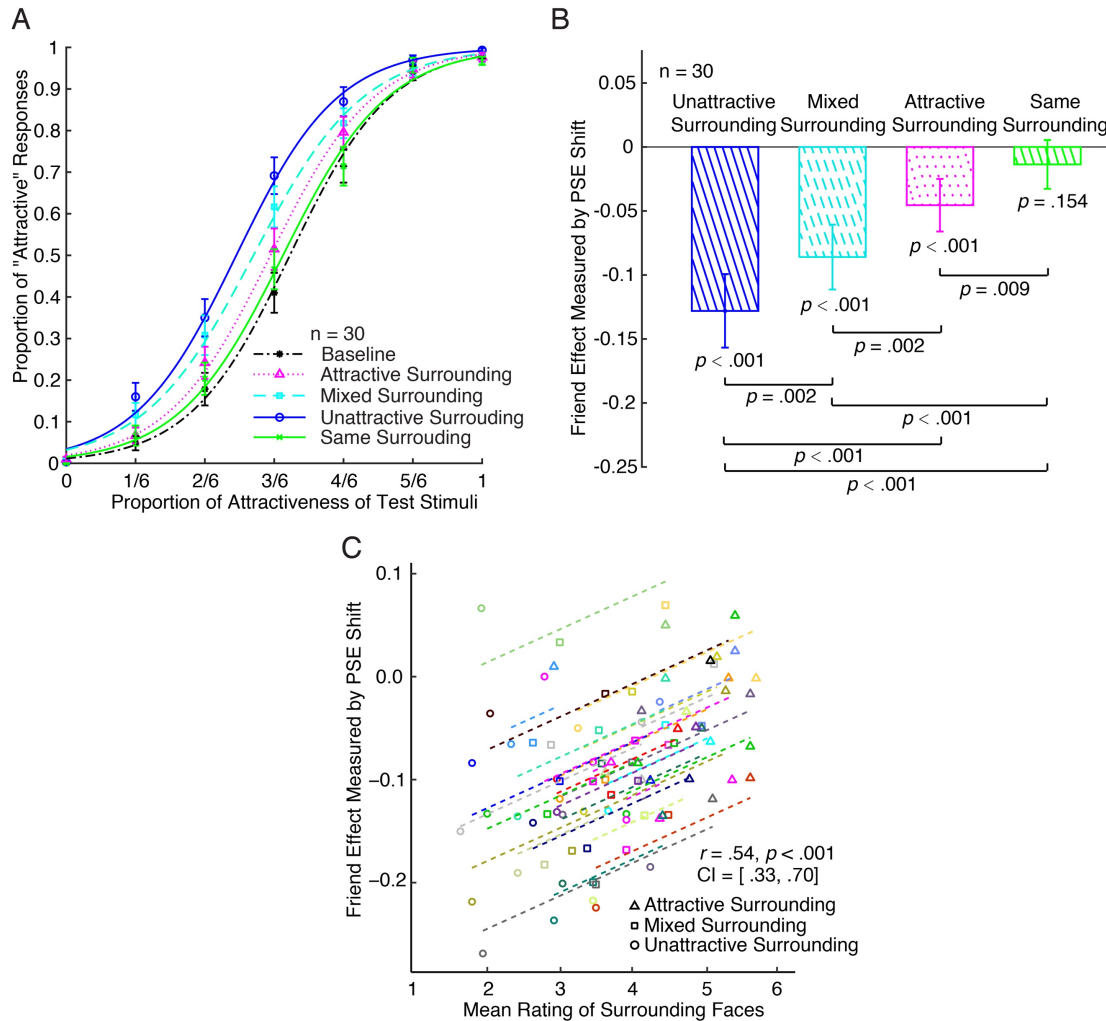 A
Proportion of "Attractive" Responses
1
0.9
0.8
0.7
0.6
0.5
0.4
0.3
0.2
0.1
0
n = 30
Baseline
Attractive Surrounding
Mixed Surrounding
Unattractive Surrouding
Same Surrouding
0 1/6 2/6 3/6 4/6 5/6 1
Proportion of Attractiveness of Test Stimuli
B
Friend Effect Measured by PSE Shift
0.05
0
-0.05
-0.1
-0.15
-0.2
-0.25
n = 30
Unattractive Mixed Attractive Same
Surrounding Surrounding Surrounding Surrounding
p = .154
p < .001
p = .009
p < .001
p = .002
p < .001
p = .002
p < .001
p < .001
p < .001
C
Friend Effect Measured by PSE Shift
0.1
0.0
−0.1
−0.2
r = .54, p < .001
CI = [ .33, .70]
Attractive Surrounding
Mixed Surrounding
Unattractive Surrounding
1 2 3 4 5 6
Mean Rating of Surrounding Faces